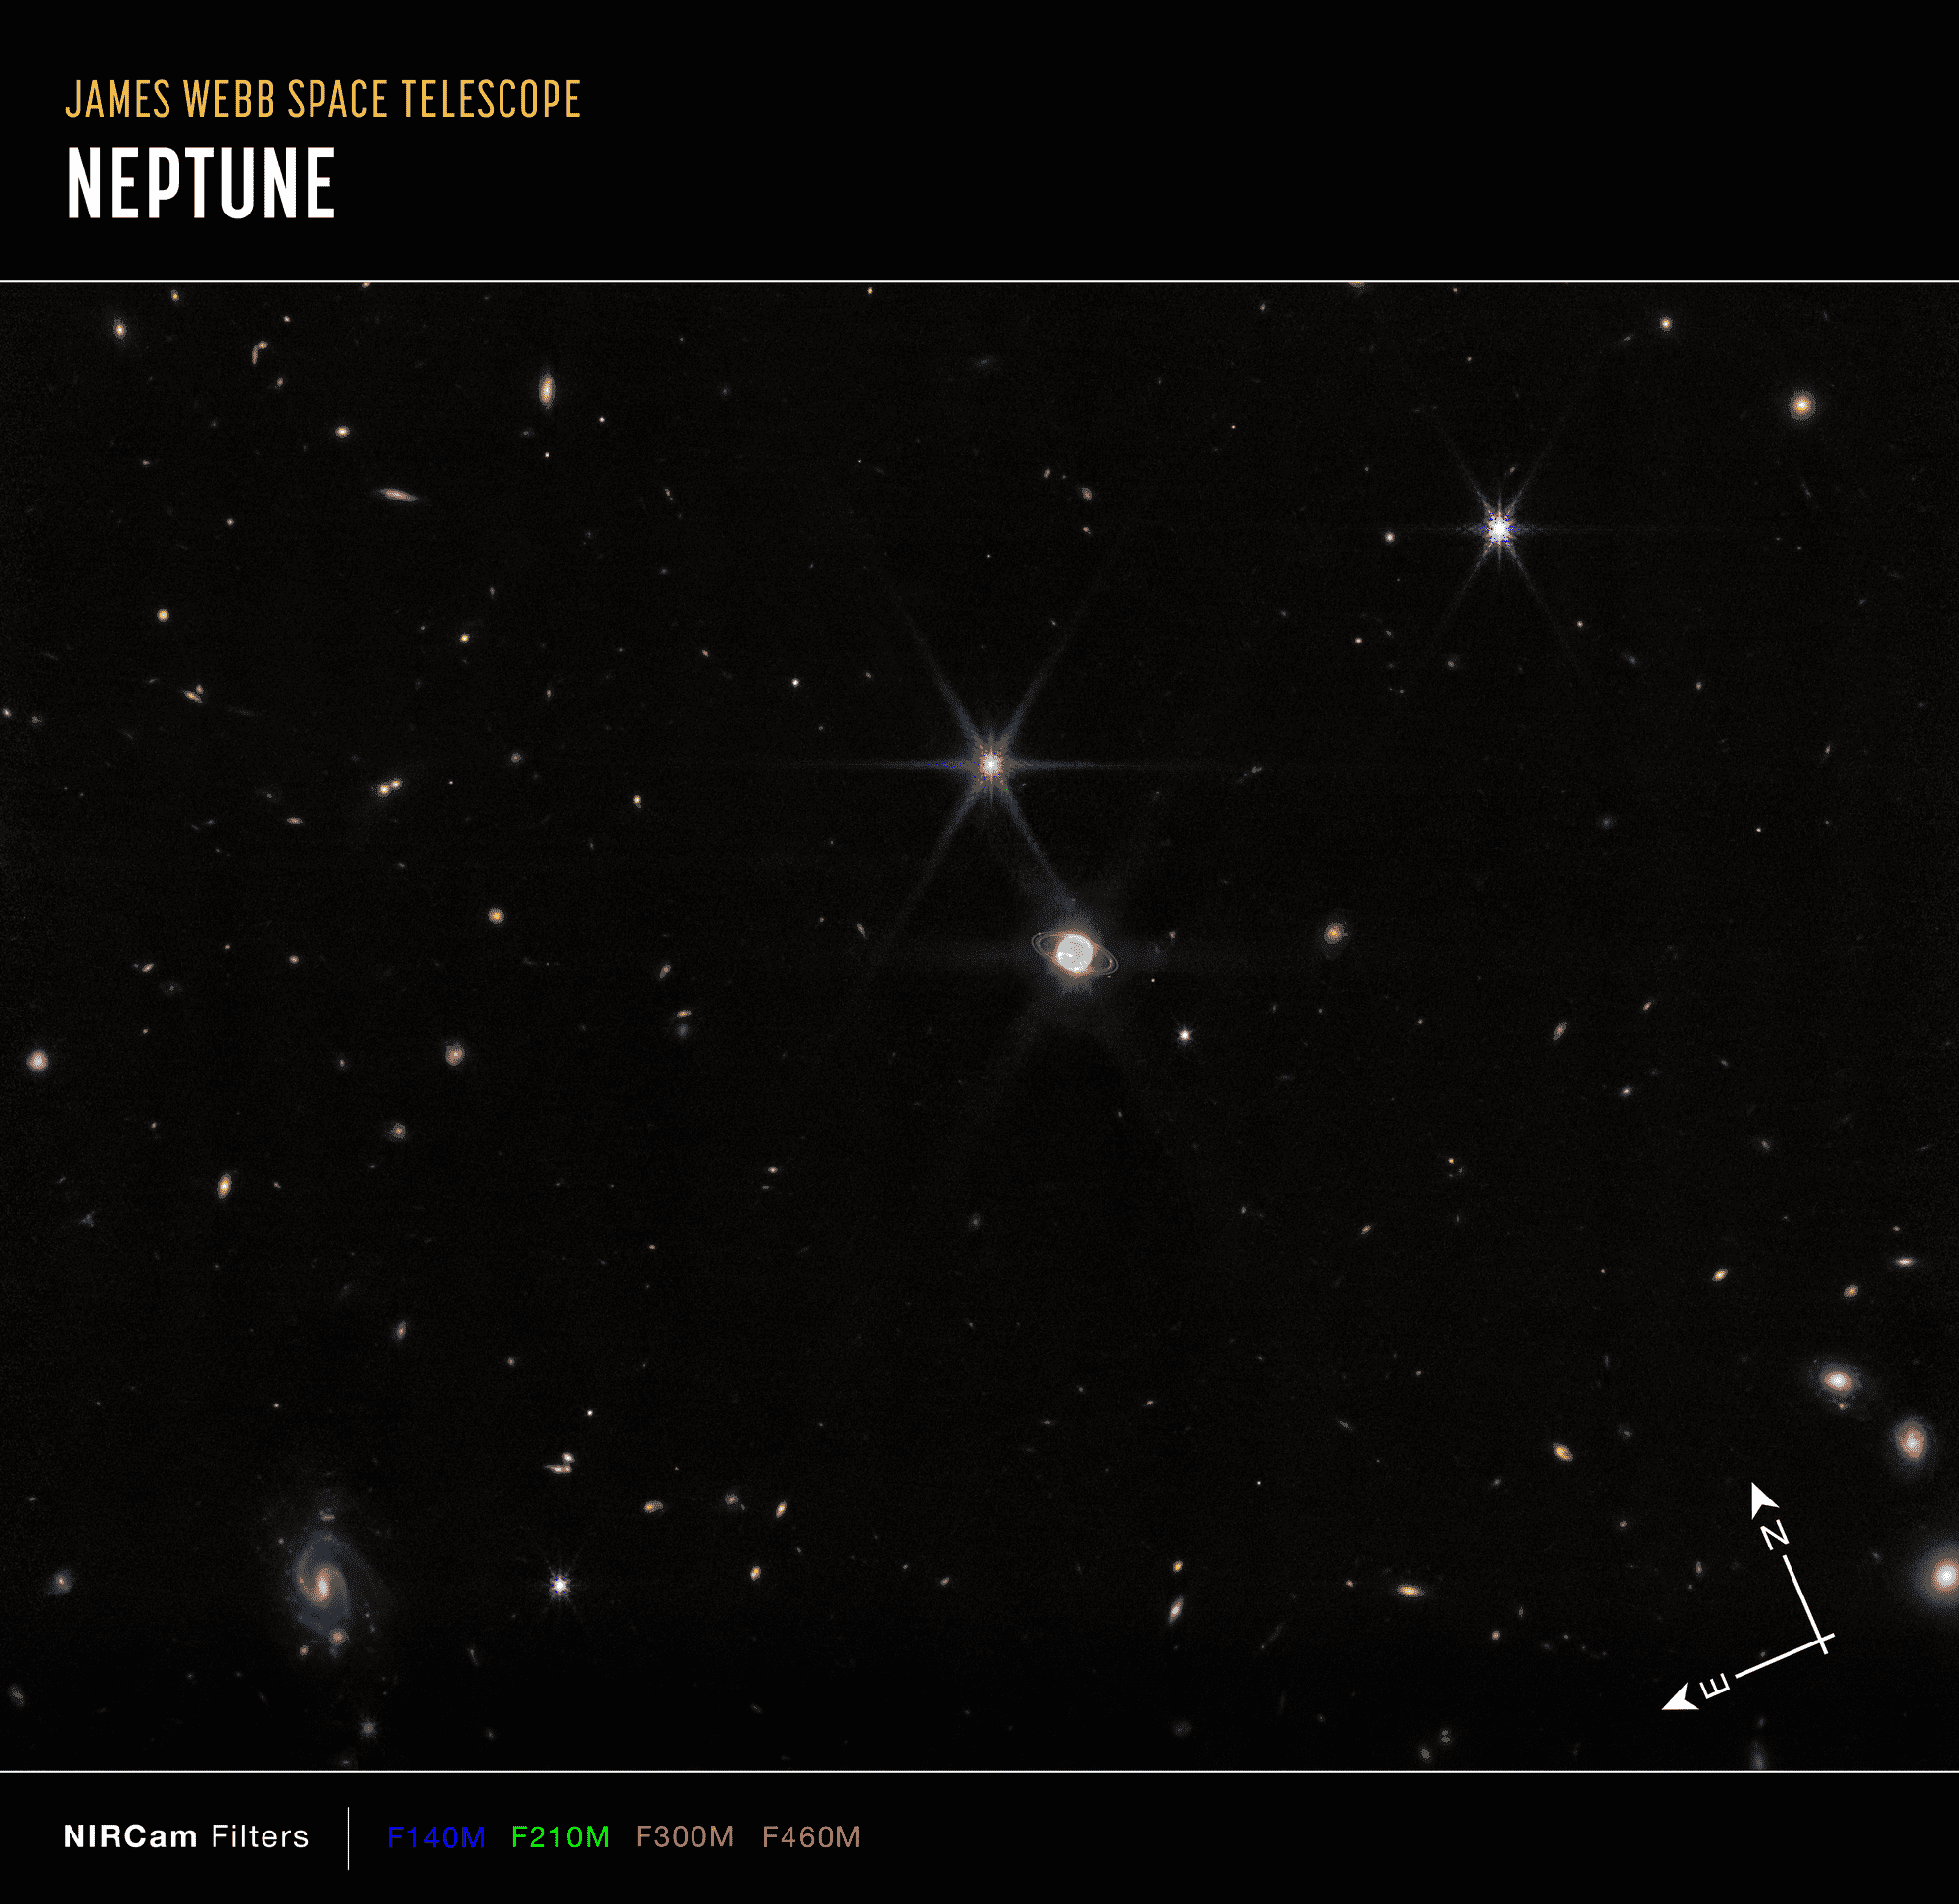 JAMES WEBB SPACE TELESCOPE
NEPTUNE
N
E
NIRCam Filters F140M F210M F300M F460M